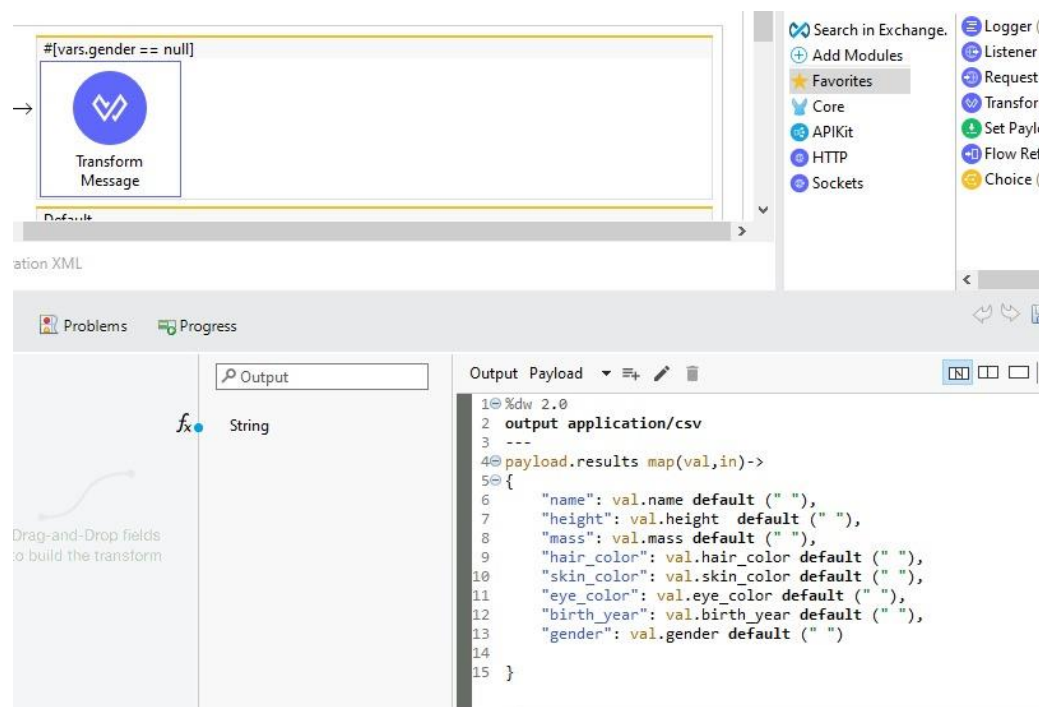 #[vars.gender == null]
Transform
Message
Default
Search in Exchange.
Add Modules
Favorites
Core
APIKit
HTTP
Sockets
Logger (
Listener
Request
Transfor
Set Paylo
Flow Ref
Choice (
ation XML
Problems
Progress
Output
fx
String
Drag-and-Drop fields
to build the transform
Output Payload
1 %dw 2.0
2 output application/csv
3 ---
4 payload.results map(val,in)->
5 {
6 "name": val.name default (" "),
7 "height": val.height  default (" "),
8 "mass": val.mass default (" "),
9 "hair_color": val.hair_color default (" "),
10 "skin_color": val.skin_color default (" "),
11 "eye_color": val.eye_color default (" "),
12 "birth_year": val.birth_year default (" "),
13 "gender": val.gender default (" ")
14
15 }